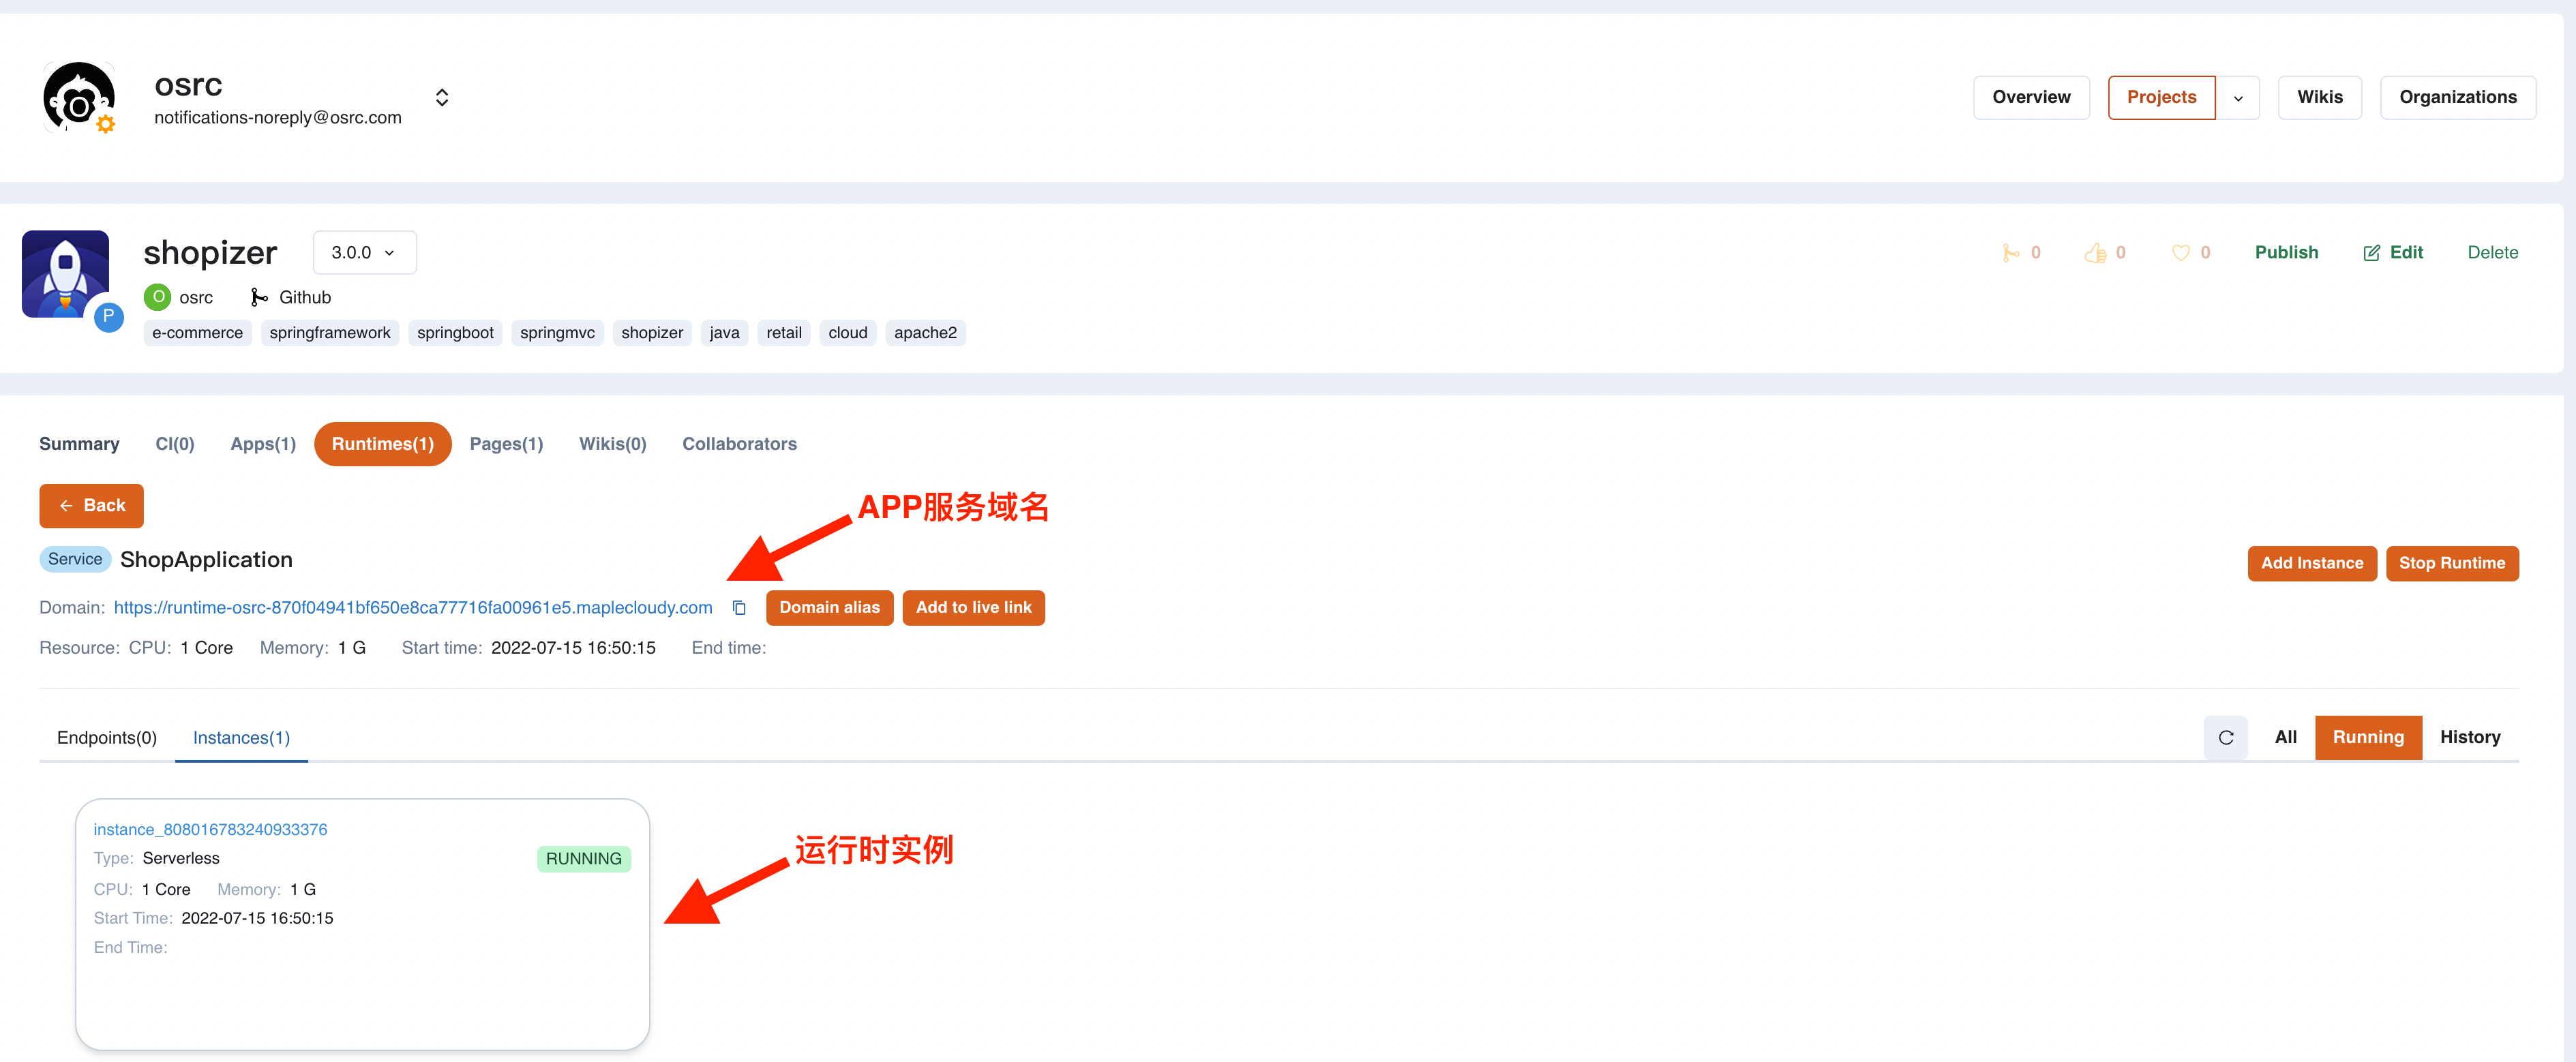 osrc
notifications-noreply@osrc.com
Overview Projects Wikis Organizations
shopizer 3.0.0
0 0 0 Publish Edit Delete
O osrc Github
P
e-commerce springframework springboot springmvc shopizer java retail cloud apache2
Summary CI(0) Apps(1) Runtimes(1) Pages(1) Wikis(0) Collaborators
Back
APP服务域名
Service ShopApplication
Add Instance Stop Runtime
Domain: https://runtime-osrc-870f04941bf650e8ca77716fa00961e5.maplecloudy.com Domain alias Add to live link
Resource: CPU: 1 Core Memory: 1 G Start time: 2022-07-15 16:50:15 End time:
Endpoints(0) Instances(1) All Running History
instance_808016783240933376
Type: Serverless RUNNING
运行时实例
CPU: 1 Core Memory: 1 G
Start Time: 2022-07-15 16:50:15
End Time: